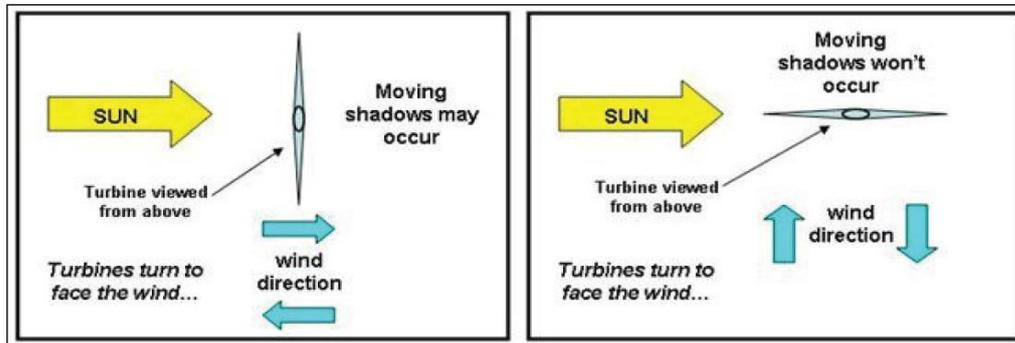 SUN
Moving
shadows may
occur
Turbine viewed
from above
wind
direction
Turbines turn to
face the wind...
Moving
shadows won't
occur
SUN
Turbine viewed
from above
wind
direction
Turbines turn to
face the wind...